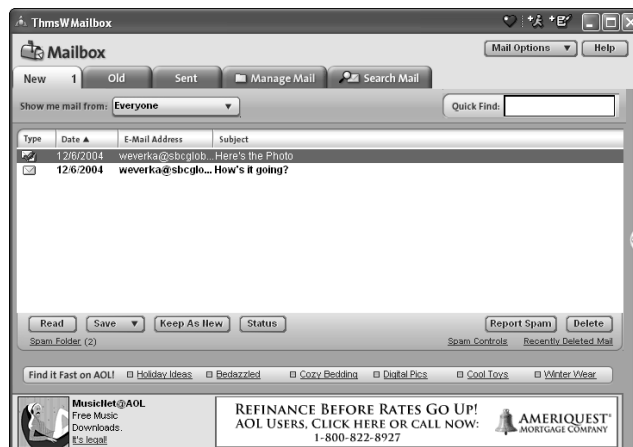 ThmsWMailbox
Mailbox
Mail Options Help
New 1 Old Sent Manage Mail Search Mail
Show me mail from: Everyone Quick Find:
Type Date E-Mail Address Subject
12/6/2004 weverka@sbcglob... Here's the Photo
12/6/2004 weverka@sbcglo... How's it going?
Read Save Keep As New Status Report Spam Delete
Spam Folder (2) Spam Controls Recently Deleted Mail
Find it Fast on AOL! Holiday Ideas Bedazzled Cozy Bedding Digital Pics Cool Toys Winter Wear
MusicNet@AOL
Free Music
Downloads.
It's legal!
REFINANCE BEFORE RATES GO UP!
AOL USERS, CLICK HERE OR CALL NOW:
1-800-822-8927
AMERIQUEST
MORTGAGE COMPANY